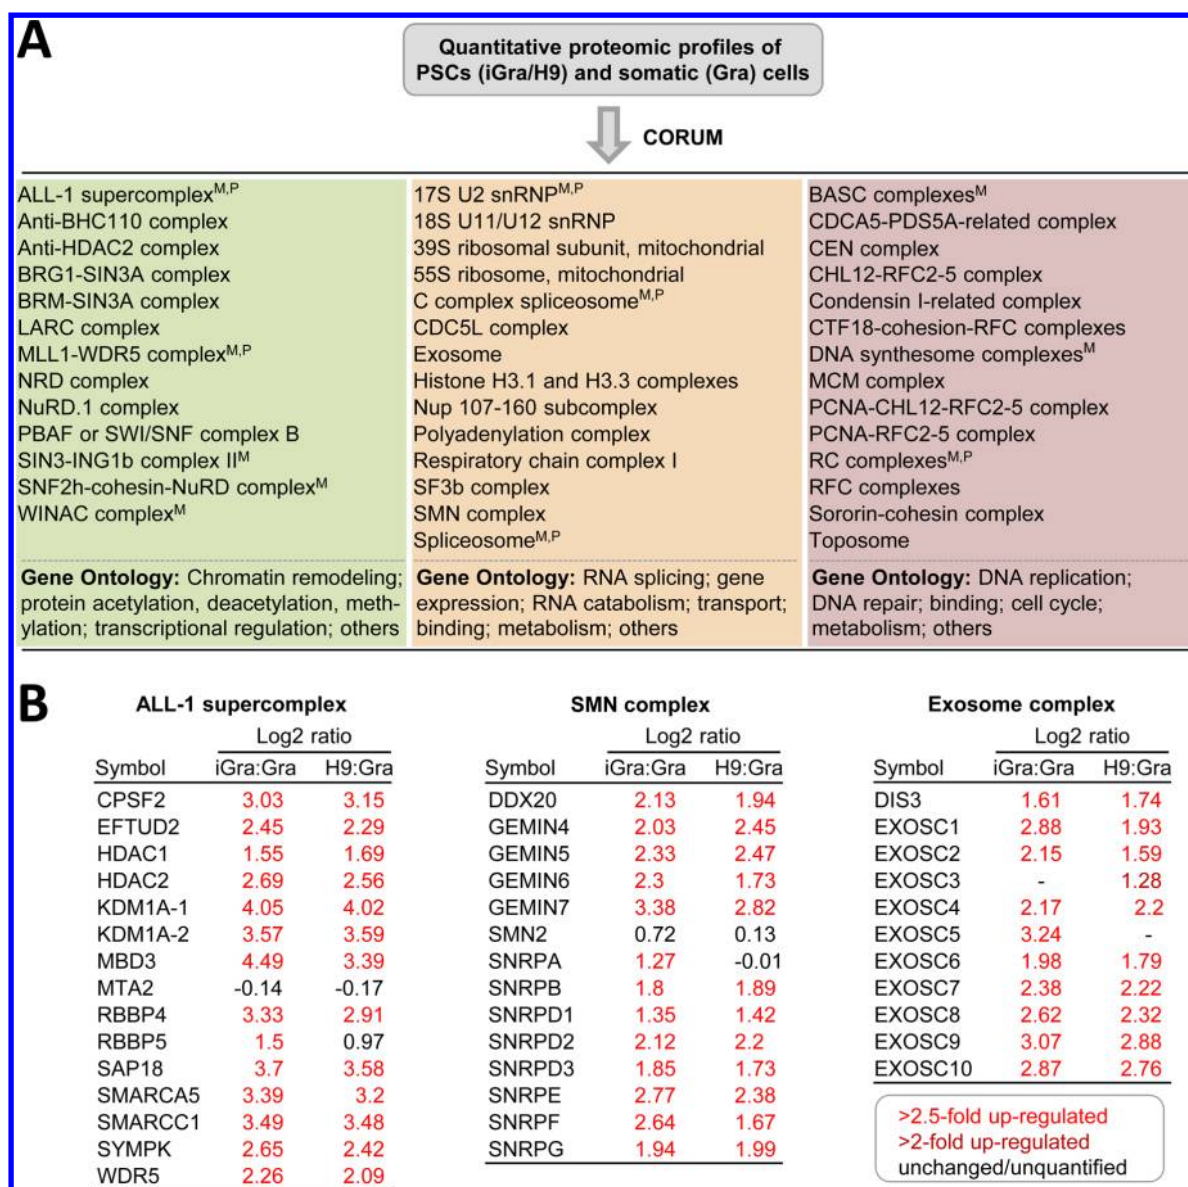 A
Quantitative proteomic profiles of
PSCs (iGra/H9) and somatic (Gra) cells
CORUM
ALL-1 supercomplexM,P
Anti-BHC110 complex
Anti-HDAC2 complex
BRG1-SIN3A complex
BRM-SIN3A complex
LARC complex
MLL1-WDR5 complexM,P
NRD complex
NuRD.1 complex
PBAF or SWI/SNF complex B
SIN3-ING1b complex IIM
SNF2h-cohesin-NuRD complexM
WINAC complexM
Gene Ontology: Chromatin remodeling;
protein acetylation, deacetylation, meth-
ylation; transcriptional regulation; others
17S U2 snRNPM,P
18S U11/U12 snRNP
39S ribosomal subunit, mitochondrial
55S ribosome, mitochondrial
C complex spliceosomeM,P
CDC5L complex
Exosome
Histone H3.1 and H3.3 complexes
Nup 107-160 subcomplex
Polyadenylation complex
Respiratory chain complex I
SF3b complex
SMN complex
SpliceosomeM,P
Gene Ontology: RNA splicing; gene
expression; RNA catabolism; transport;
binding; metabolism; others
BASC complexesM
CDCA5-PDS5A-related complex
CEN complex
CHL12-RFC2-5 complex
Condensin I-related complex
CTF18-cohesion-RFC complexes
DNA synthesome complexesM
MCM complex
PCNA-CHL12-RFC2-5 complex
PCNA-RFC2-5 complex
RC complexesM,P
RFC complexes
Sororin-cohesin complex
Toposome
Gene Ontology: DNA replication;
DNA repair; binding; cell cycle;
metabolism; others
B
ALL-1 supercomplex
Log2 ratio
Symbol iGra:Gra H9:Gra
CPSF2 3.03 3.15
EFTUD2 2.45 2.29
HDAC1 1.55 1.69
HDAC2 2.69 2.56
KDM1A-1 4.05 4.02
KDM1A-2 3.57 3.59
MBD3 4.49 3.39
MTA2 -0.14 -0.17
RBBP4 3.33 2.91
RBBP5 1.5 0.97
SAP18 3.7 3.58
SMARCA5 3.39 3.2
SMARCC1 3.49 3.48
SYMPK 2.65 2.42
WDR5 2.26 2.09
SMN complex
Log2 ratio
Symbol iGra:Gra H9:Gra
DDX20 2.13 1.94
GEMIN4 2.03 2.45
GEMIN5 2.33 2.47
GEMIN6 2.3 1.73
GEMIN7 3.38 2.82
SMN2 0.72 0.13
SNRPA 1.27 -0.01
SNRPB 1.8 1.89
SNRPD1 1.35 1.42
SNRPD2 2.12 2.2
SNRPD3 1.85 1.73
SNRPE 2.77 2.38
SNRPF 2.64 1.67
SNRPG 1.94 1.99
Exosome complex
Log2 ratio
Symbol iGra:Gra H9:Gra
DIS3 1.61 1.74
EXOSC1 2.88 1.93
EXOSC2 2.15 1.59
EXOSC3 - 1.28
EXOSC4 2.17 2.2
EXOSC5 3.24 -
EXOSC6 1.98 1.79
EXOSC7 2.38 2.22
EXOSC8 2.62 2.32
EXOSC9 3.07 2.88
EXOSC10 2.87 2.76
>2.5-fold up-regulated
>2-fold up-regulated
unchanged/unquantified